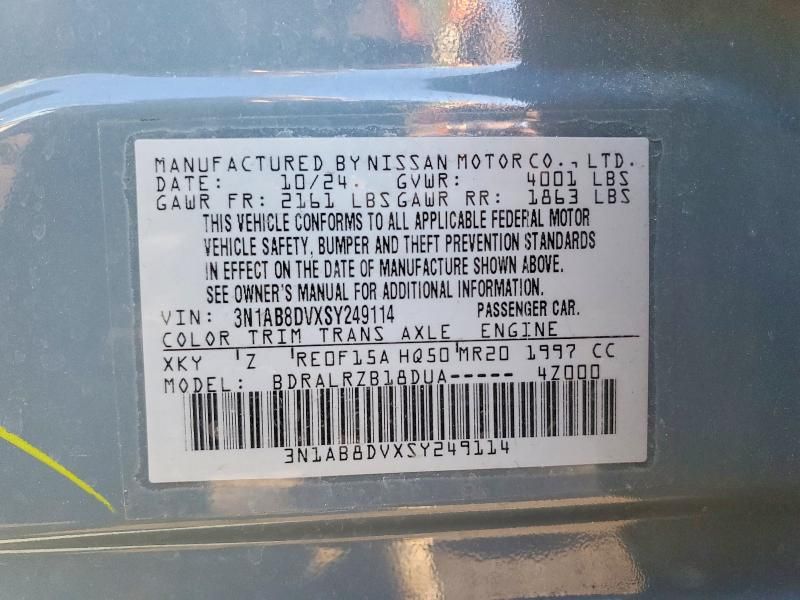 MANUFACTURED BY NISSAN MOTOR CO., LTD.
DATE: 10/24 GVWR: 4001 LBS
GAWR FR: 2161 LBS GAWR RR: 1863 LBS
THIS VEHICLE CONFORMS TO ALL APPLICABLE FEDERAL MOTOR
VEHICLE SAFETY, BUMPER AND THEFT PREVENTION STANDARDS
IN EFFECT ON THE DATE OF MANUFACTURE SHOWN ABOVE.
SEE OWNER'S MANUAL FOR ADDITIONAL INFORMATION.
VIN: 3N1AB8DVXSY249114 PASSENGER CAR.
COLOR TRIM TRANS AXLE ENGINE
XKY Z RE0F15A HQ50 MR20 1997 CC
MODEL: BDRALRZB18DUA----- 4Z000
3N1AB8DVXSY249114